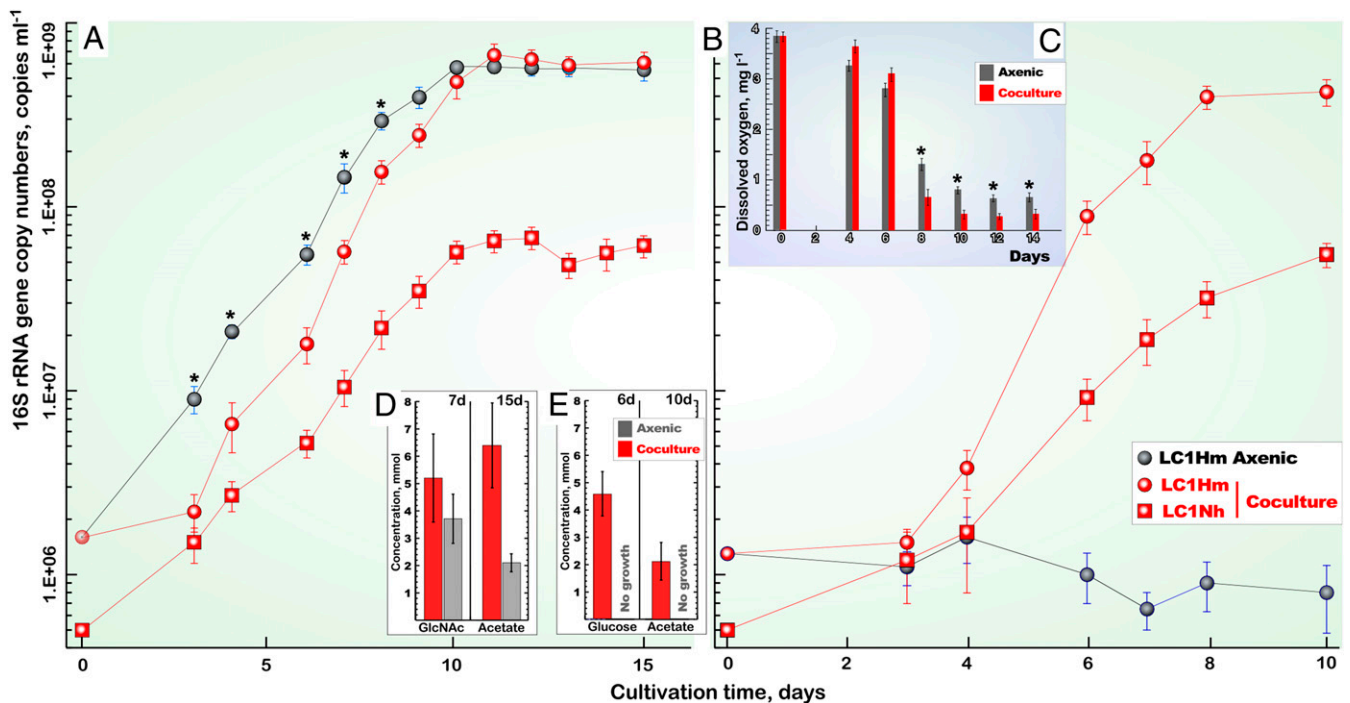 A
B
C
16S rRNA gene copy numbers, copies ml⁻¹
1.E+09
1.E+08
1.E+07
1.E+06
* * * * * *
0 5 10 15
Dissolved oxygen, mg l⁻¹
4
3
2
1
0
Axenic
Coculture
* * * *
0 2 4 6 8 10 12 14
Days
D 7d 15d
Concentration, mmol
8
7
6
5
4
3
2
1
GlcNAc Acetate
E 6d 10d
Axenic
Coculture
Concentration, mmol
8
7
6
5
4
3
2
1
No growth
No growth
Glucose Acetate
LC1Hm Axenic
LC1Hm
LC1Nh
Coculture
0 2 4 6 8 10
Cultivation time, days